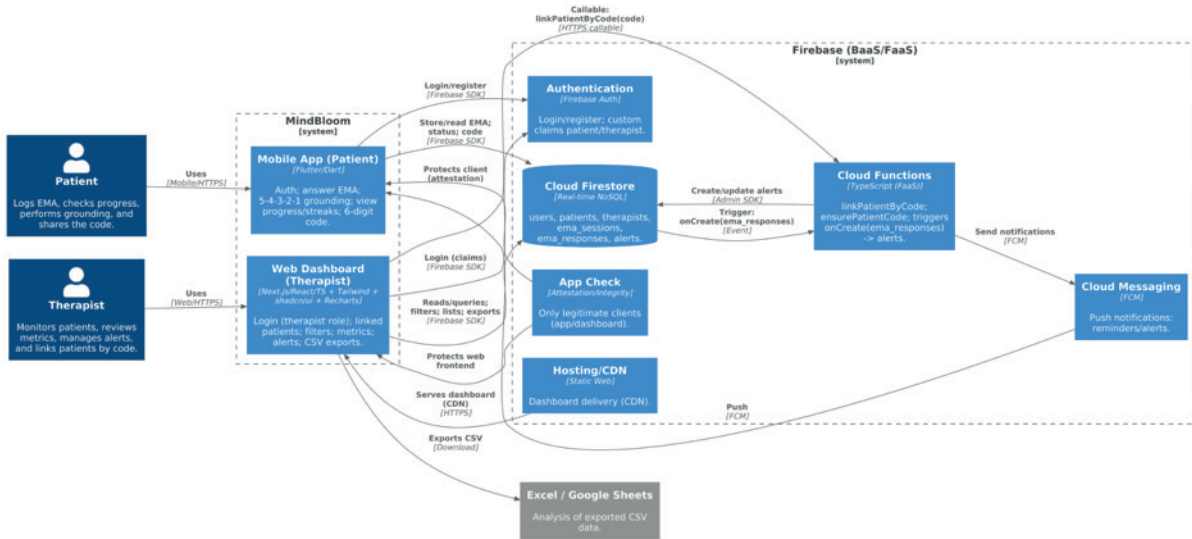 Callable:
linkPatientByCode(code)
[HTTPS callable]
Firebase (BaaS/FaaS)
[system]
Login/register
[Firebase SDK]
Authentication
[Firebase Auth]
Login/register; custom
claims patient/therapist.
MindBloom
[system]
Store/read EMA;
status; code
[Firebase SDK]
Patient
Logs EMA, checks progress,
performs grounding, and
shares the code.
Uses
[Mobile/HTTPS]
Mobile App (Patient)
[Flutter/Dart]
Auth; answer EMA;
5-4-3-2-1 grounding; view
progress/streaks; 6-digit
code.
Protects client
(attestation)
Cloud Firestore
[Real-time NoSQL]
users, patients, therapists,
ema_sessions,
ema_responses, alerts.
Create/update alerts
[Admin SDK]
Trigger:
onCreate(ema_responses)
[Event]
Cloud Functions
[TypeScript (FaaS)]
linkPatientByCode;
ensurePatientCode; triggers
onCreate(ema_responses)
-> alerts.
Send notifications
[FCM]
Therapist
Monitors patients, reviews
metrics, manages alerts,
and links patients by code.
Uses
[Web/HTTPS]
Web Dashboard
(Therapist)
[Next.js/React/TS + Tailwind +
shadcn/ui + Recharts]
Login (therapist role); linked
patients; filters; metrics;
alerts; CSV exports.
Login (claims)
[Firebase SDK]
Reads/queries;
filters; lists; exports
[Firebase SDK]
App Check
[Attestation/Integrity]
Only legitimate clients
(app/dashboard).
Cloud Messaging
[FCM]
Push notifications:
reminders/alerts.
Protects web
frontend
Hosting/CDN
[Static Web]
Dashboard delivery (CDN).
Serves dashboard
(CDN)
[HTTPS]
Push
[FCM]
Exports CSV
[Download]
Excel / Google Sheets
Analysis of exported CSV
data.